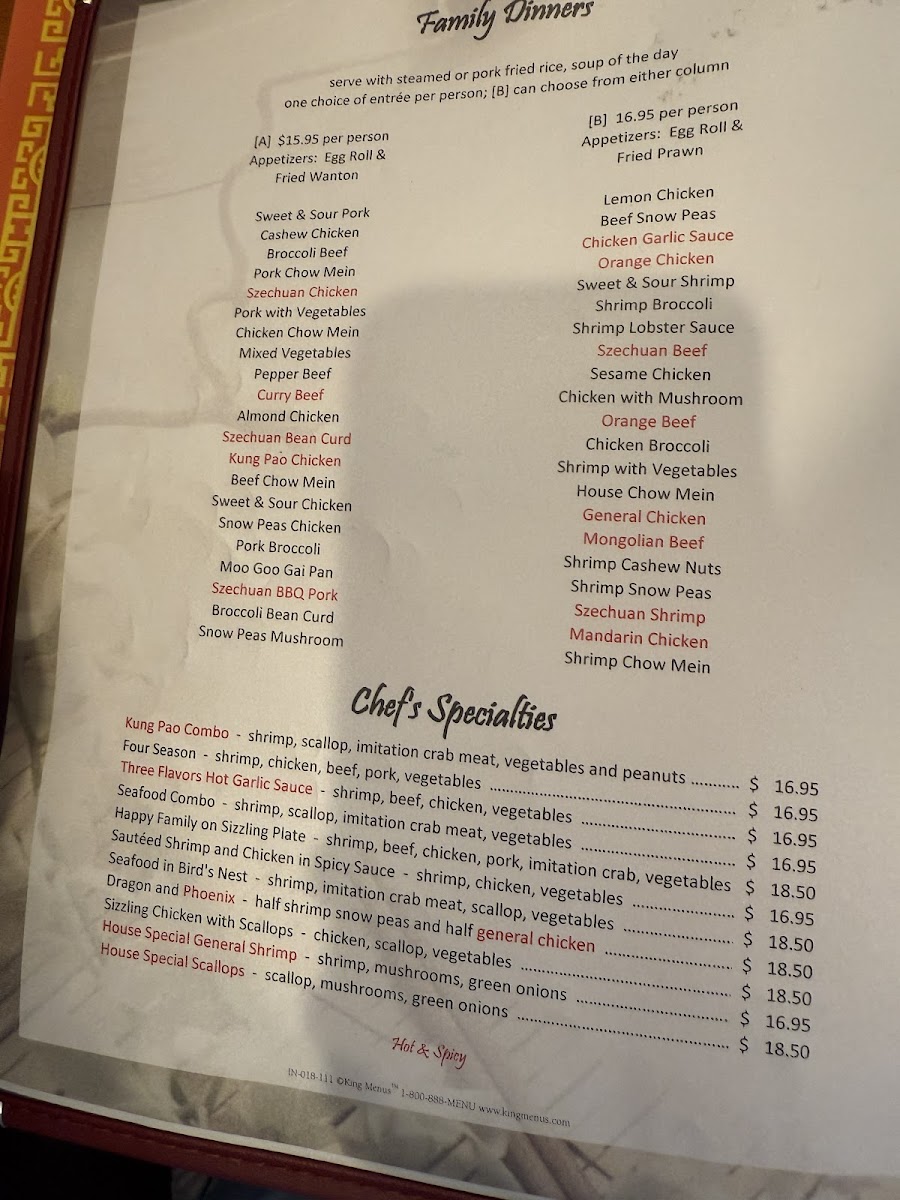 Family Dinners
serve with steamed or pork fried rice, soup of the day
one choice of entrée per person; [B] can choose from either column
[A] $15.95 per person
Appetizers: Egg Roll &
Fried Wanton
Sweet & Sour Pork
Cashew Chicken
Broccoli Beef
Pork Chow Mein
Szechuan Chicken
Pork with Vegetables
Chicken Chow Mein
Mixed Vegetables
Pepper Beef
Curry Beef
Almond Chicken
Szechuan Bean Curd
Kung Pao Chicken
Beef Chow Mein
Sweet & Sour Chicken
Snow Peas Chicken
Pork Broccoli
Moo Goo Gai Pan
Szechuan BBQ Pork
Broccoli Bean Curd
Snow Peas Mushroom
[B] 16.95 per person
Appetizers: Egg Roll &
Fried Prawn
Lemon Chicken
Beef Snow Peas
Chicken Garlic Sauce
Orange Chicken
Sweet & Sour Shrimp
Shrimp Broccoli
Shrimp Lobster Sauce
Szechuan Beef
Sesame Chicken
Chicken with Mushroom
Orange Beef
Chicken Broccoli
Shrimp with Vegetables
House Chow Mein
General Chicken
Mongolian Beef
Shrimp Cashew Nuts
Shrimp Snow Peas
Szechuan Shrimp
Mandarin Chicken
Shrimp Chow Mein
Chef's Specialties
Kung Pao Combo - shrimp, scallop, imitation crab meat, vegetables and peanuts .......... $ 16.95
Four Season - shrimp, chicken, beef, pork, vegetables .......... $ 16.95
Three Flavors Hot Garlic Sauce - shrimp, beef, chicken, vegetables .......... $ 16.95
Seafood Combo - shrimp, scallop, imitation crab meat, vegetables .......... $ 16.95
Happy Family on Sizzling Plate - shrimp, beef, chicken, pork, imitation crab, vegetables $ 18.50
Sautéed Shrimp and Chicken in Spicy Sauce - shrimp, chicken, vegetables .......... $ 16.95
Seafood in Bird's Nest - shrimp, imitation crab meat, scallop, vegetables .......... $ 18.50
Dragon and Phoenix - half shrimp snow peas and half general chicken .......... $ 18.50
Sizzling Chicken with Scallops - chicken, scallop, vegetables .......... $ 18.50
House Special General Shrimp - shrimp, mushrooms, green onions .......... $ 16.95
House Special Scallops - scallop, mushrooms, green onions .......... $ 18.50
Hot & Spicy
IN-018-111 ©King Menus™ 1-800-888-MENU www.kingmenus.com